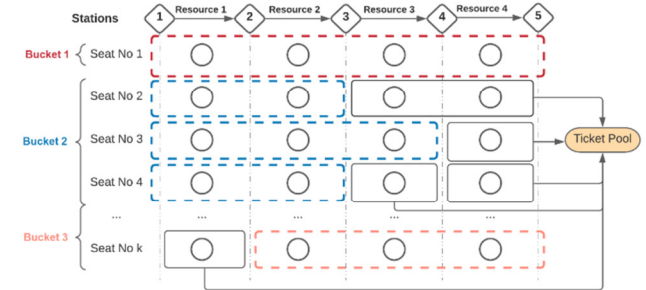 Stations 1 Resource 1 2 Resource 2 3 Resource 3 4 Resource 4 5
Bucket 1 Seat No 1
Seat No 2
Bucket 2 Seat No 3 Ticket Pool
Seat No 4
... ... ... ... ...
Bucket 3
Seat No k